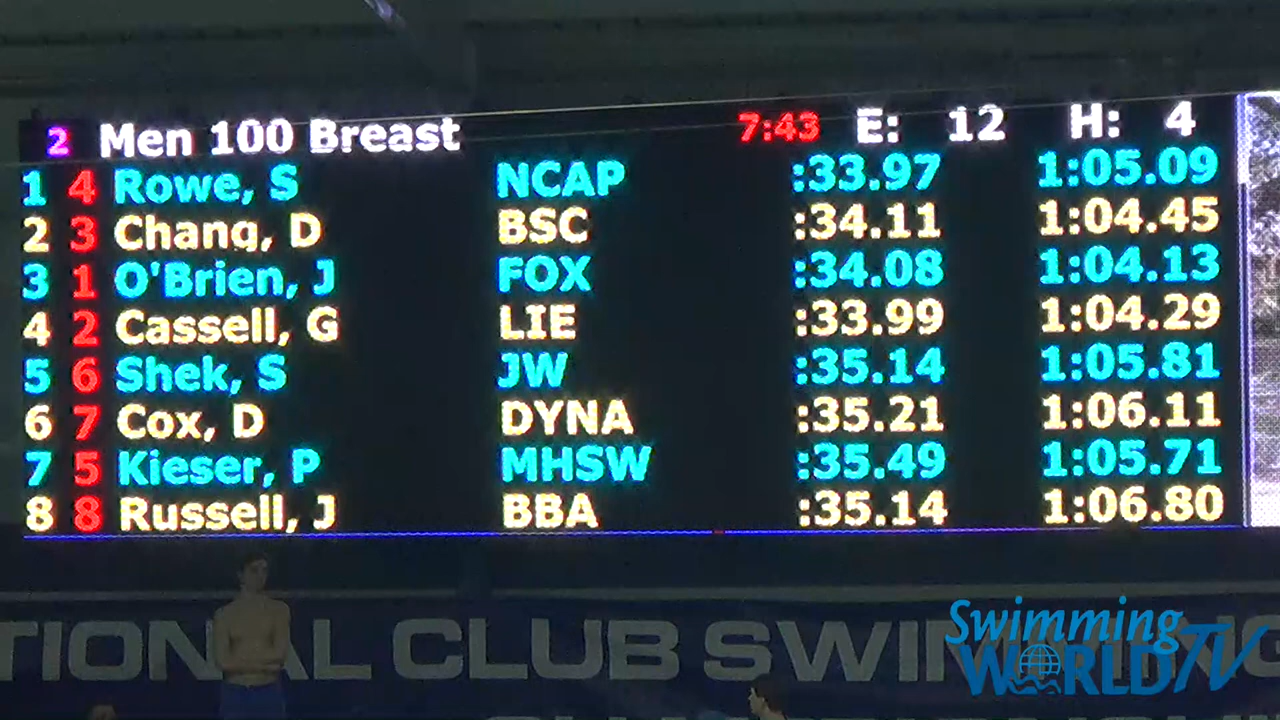 2 Men 100 Breast 7:43 E: 12 H: 4
1 4 Rowe, S NCAP :33.97 1:05.09
2 3 Chang, D BSC :34.11 1:04.45
3 1 O'Brien, J FOX :34.08 1:04.13
4 2 Cassell, G LIE :33.99 1:04.29
5 6 Shek, S JW :35.14 1:05.81
6 7 Cox, D DYNA :35.21 1:06.11
7 5 Kieser, P MHSW :35.49 1:05.71
8 8 Russell, J BBA :35.14 1:06.80
TIONAL CLUB SWIM
Swimming
WORLD TV